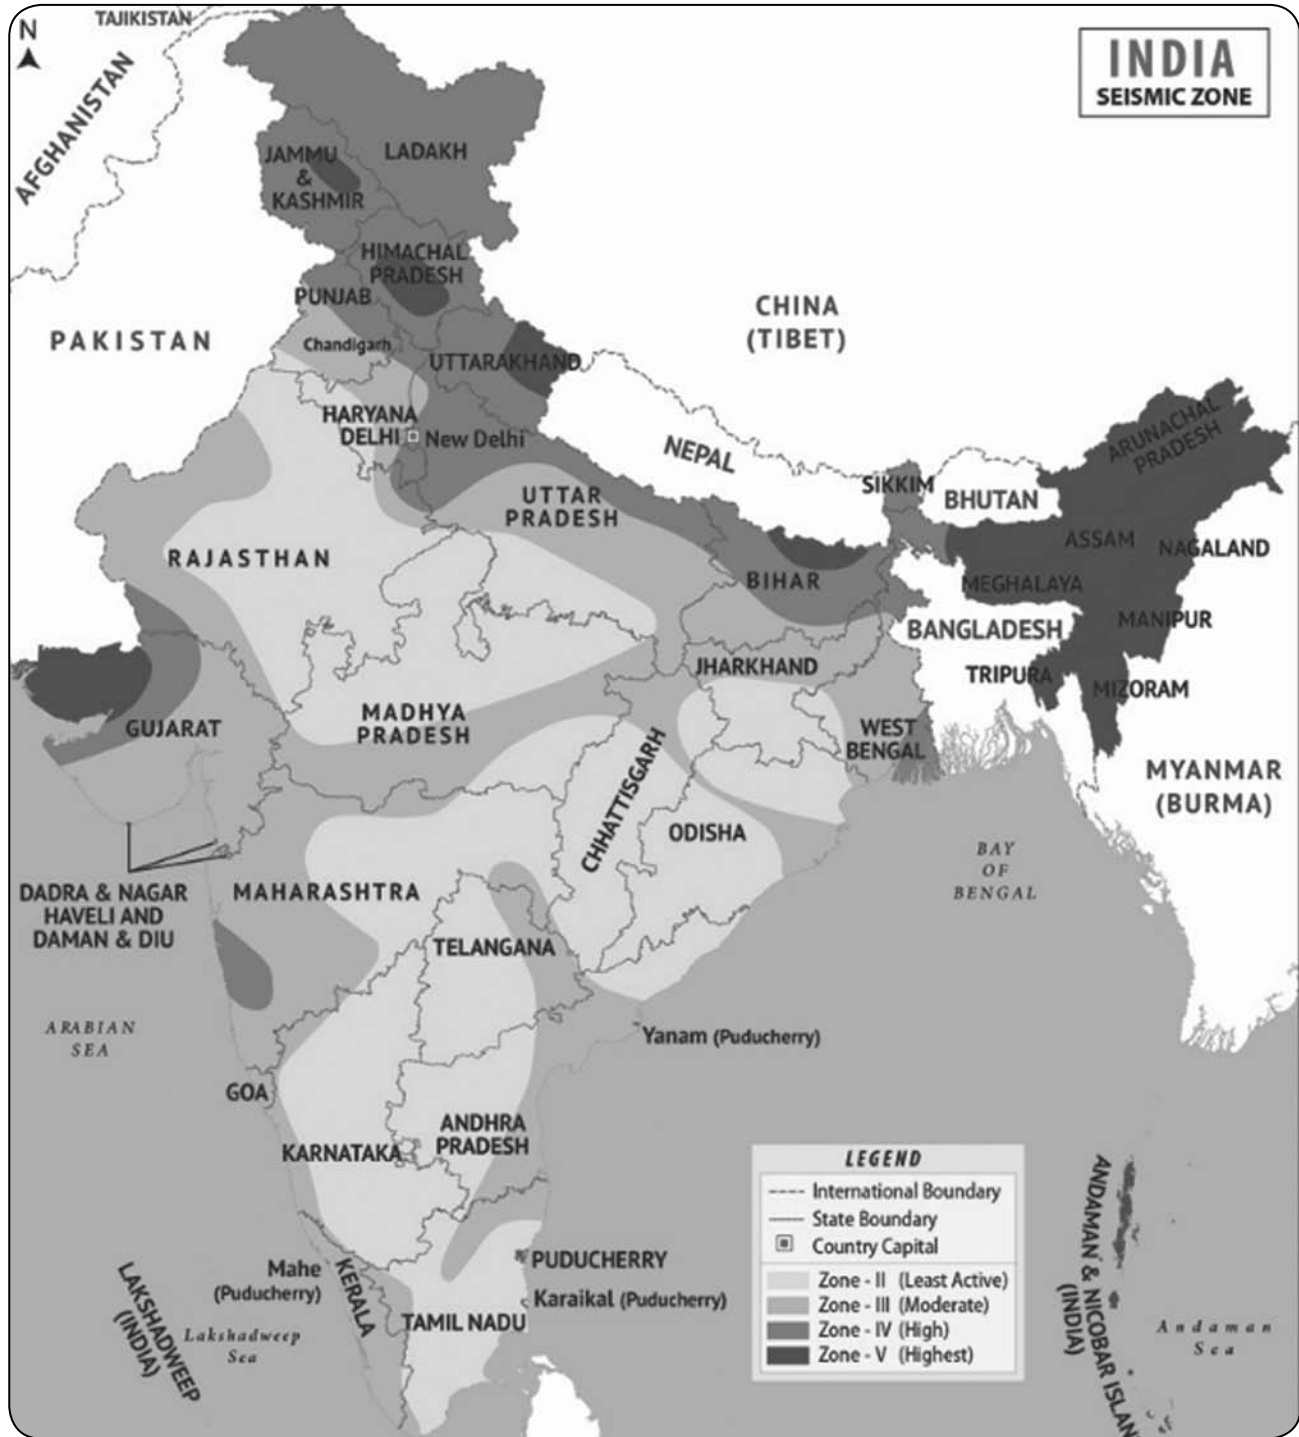 N
TAJIKISTAN
AFGHANISTAN
INDIA
SEISMIC ZONE
JAMMU
&
KASHMIR
LADAKH
HIMACHAL
PRADESH
PUNJAB
CHINA
(TIBET)
PAKISTAN
Chandigarh
UTTARAKHAND
HARYANA
DELHI
New Delhi
NEPAL
ARUNACHAL
PRADESH
SIKKIM
BHUTAN
UTTAR
PRADESH
RAJASTHAN
ASSAM
NAGALAND
BIHAR
MEGHALAYA
MANIPUR
BANGLADESH
JHARKHAND
TRIPURA
MIZORAM
GUJARAT
MADHYA
PRADESH
WEST
BENGAL
MYANMAR
(BURMA)
CHHATTISGARH
ODISHA
BAY
OF
BENGAL
DADRA & NAGAR
HAVELI AND
DAMAN & DIU
MAHARASHTRA
TELANGANA
ARABIAN
SEA
Yanam (Puducherry)
GOA
ANDHRA
PRADESH
KARNATAKA
LEGEND
International Boundary
State Boundary
Country Capital
Zone - II (Least Active)
Zone - III (Moderate)
Zone - IV (High)
Zone - V (Highest)
PUDUCHERRY
Mahe
(Puducherry)
KERALA
Karaikal (Puducherry)
TAMIL NADU
LAKSHADWEEP
(INDIA)
Lakshadweep
Sea
ANDAMAN & NICOBAR ISLAN
(INDIA)
Andaman
Sea